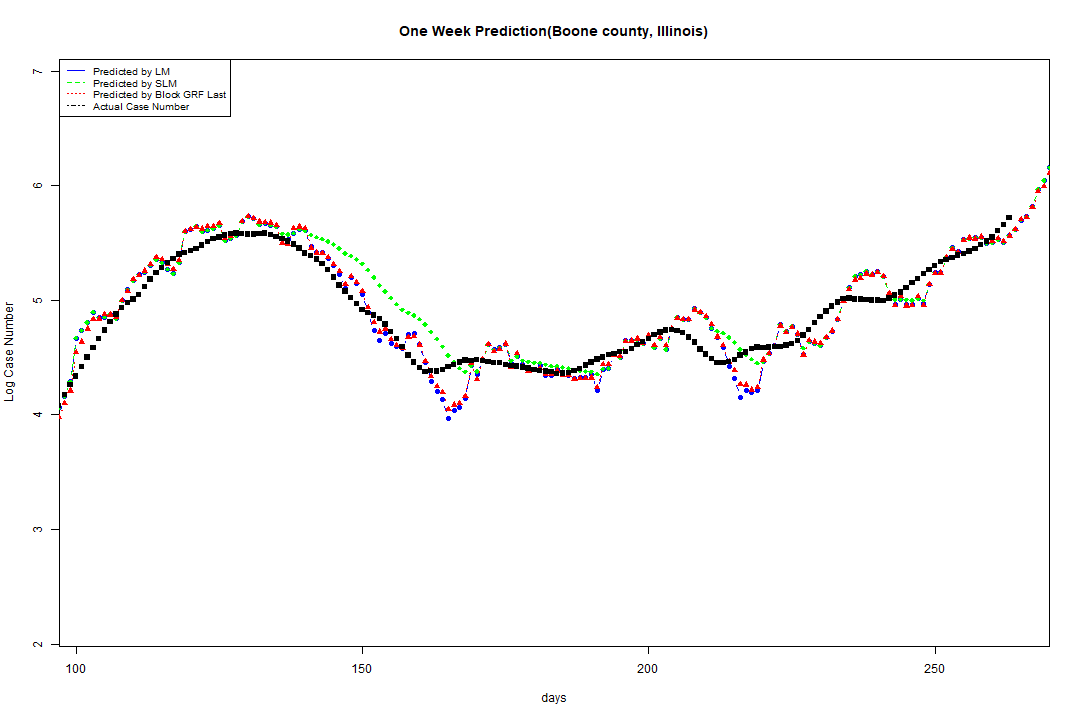 One Week Prediction(Boone county, Illinois)
Predicted by LM
Predicted by SLM
Predicted by Block GRF Last
Actual Case Number
7
6
5
4
3
2
Log Case Number
100 150 200 250
days